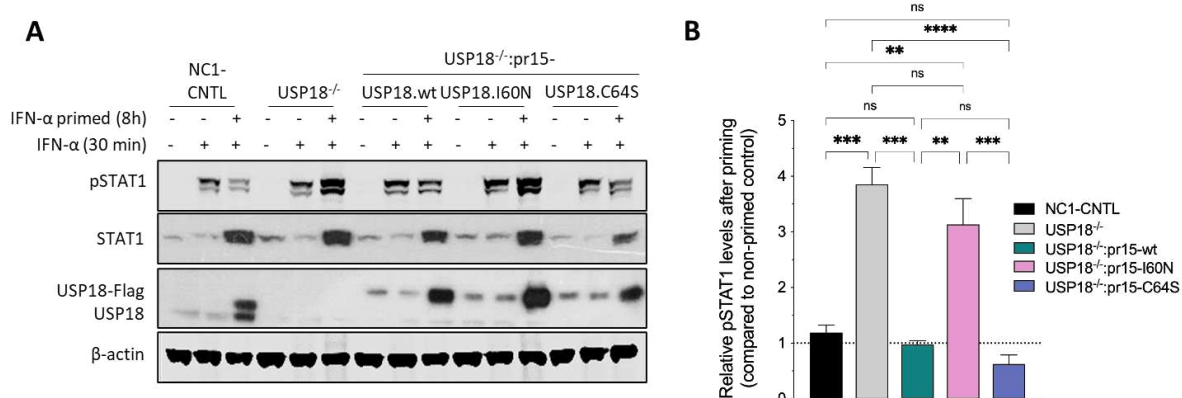 A
NC1-
CNTL
USP18-/-
USP18-/-:pr15-
USP18.wt USP18.I60N USP18.C64S
IFN-α primed (8h) - - + - - + - - + - - + - - +
IFN-α (30 min) - + + - + + - + + - + + - + +
pSTAT1
STAT1
USP18-Flag
USP18
β-actin
B
ns
****
**
ns
ns ns
*** *** ** ***
Relative pSTAT1 levels after priming
(compared to non-primed control)
5
4
3
2
1
0
NC1-CNTL
USP18-/-
USP18-/-:pr15-wt
USP18-/-:pr15-I60N
USP18-/-:pr15-C64S